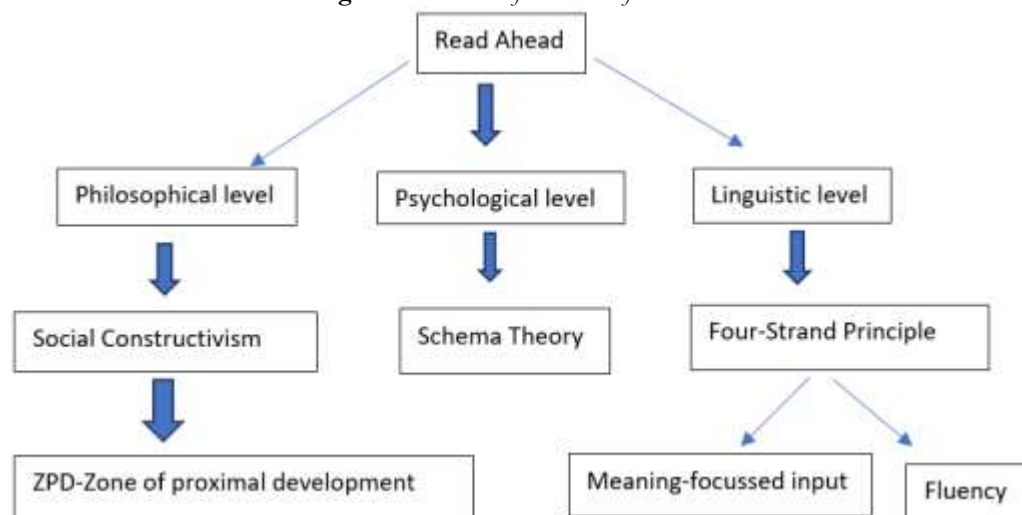 Read Ahead
Philosophical level
Psychological level
Linguistic level
Social Constructivism
Schema Theory
Four-Strand Principle
ZPD-Zone of proximal development
Meaning-focussed input
Fluency